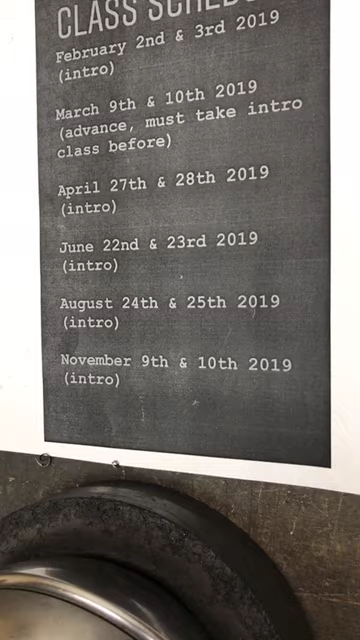 CLASS
February 2nd & 3rd 2019
(intro)
March 9th & 10th 2019
(advance, must take intro
class before)
April 27th & 28th 2019
(intro)
June 22nd & 23rd 2019
(intro)
August 24th & 25th 2019
(intro)
November 9th & 10th 2019
(intro)